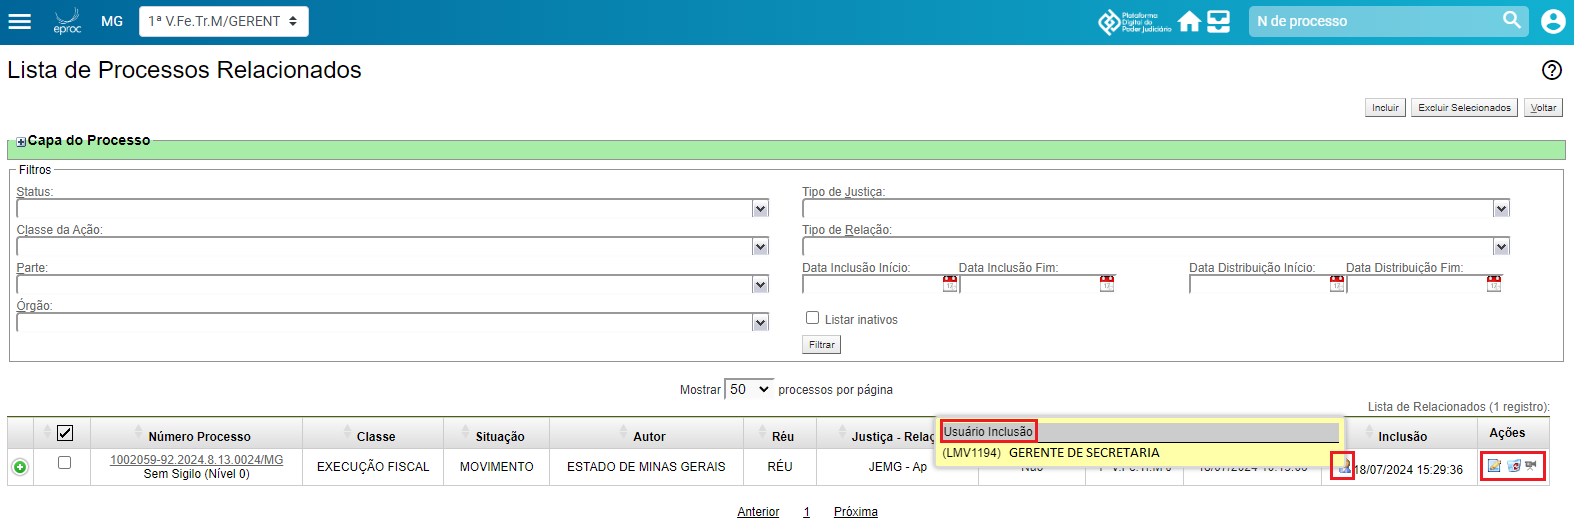 eproc
MG
1ª V.Fe.Tr.M/GERENT
Plataforma
Digital do
Poder Judiciário
N de processo
Lista de Processos Relacionados
Incluir
Excluir Selecionados
Voltar
Capa do Processo
Filtros
Status:
Tipo de Justiça:
Classe da Ação:
Tipo de Relação:
Parte:
Data Inclusão Início:
Data Inclusão Fim:
Data Distribuição Início:
Data Distribuição Fim:
Órgão:
Listar inativos
Filtrar
Mostrar 50 processos por página
Lista de Relacionados (1 registro):
Número Processo
Classe
Situação
Autor
Réu
Justiça - Relaç
Usuário Inclusão
(LMV1194) GERENTE DE SECRETARIA
Inclusão
Ações
1002059-92.2024.8.13.0024/MG
Sem Sigilo (Nível 0)
EXECUÇÃO FISCAL
MOVIMENTO
ESTADO DE MINAS GERAIS
RÉU
JEMG - Ap
18/07/2024 15:29:36
Anterior
1
Próxima